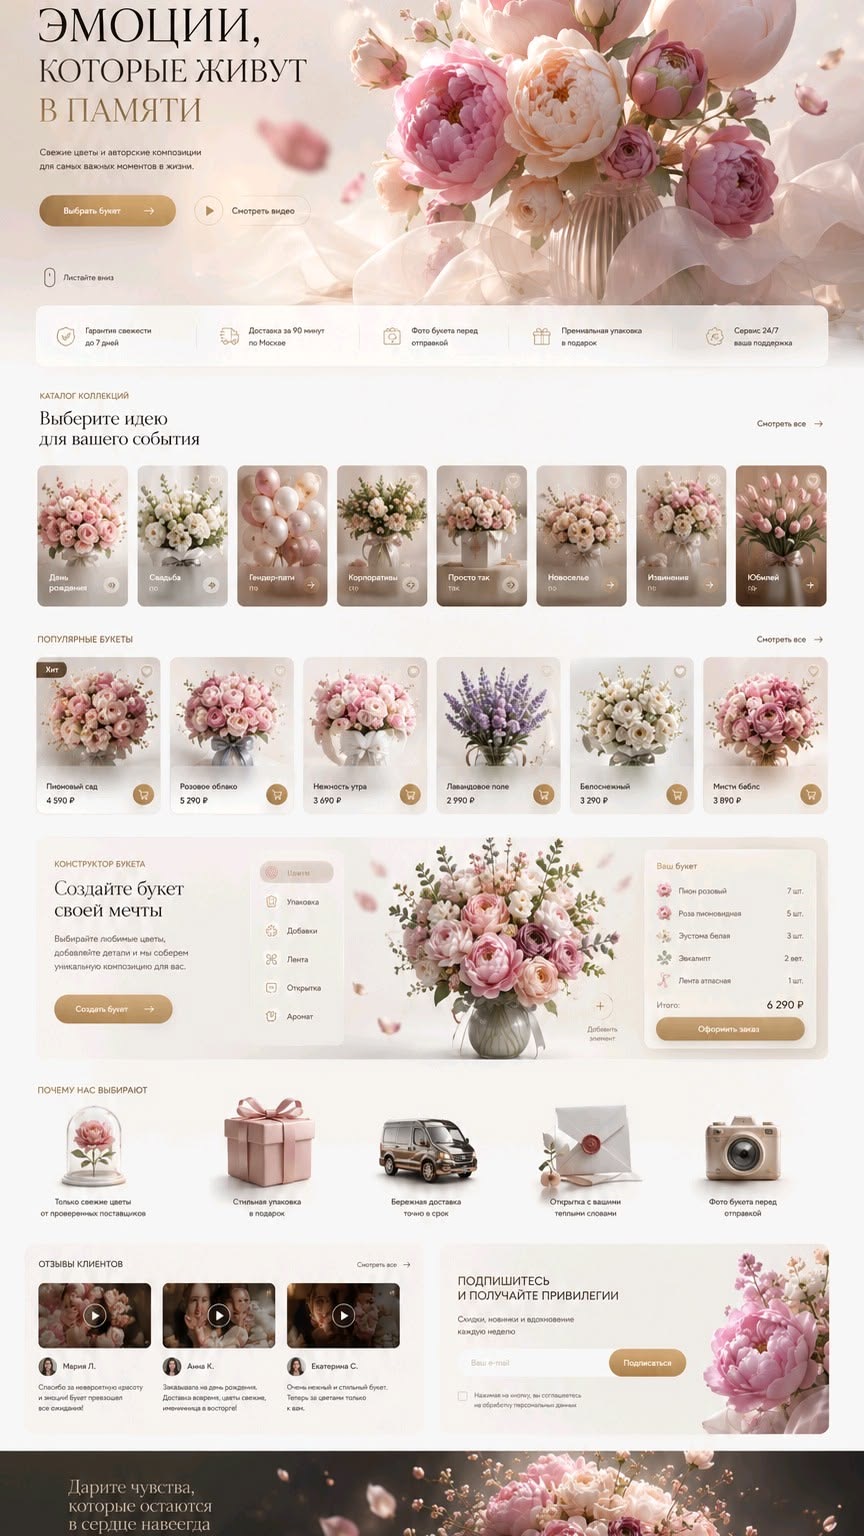 ЭМОЦИИ,
КОТОРЫЕ ЖИВУТ
В ПАМЯТИ
Свежие цветы и авторские композиции
для самых важных моментов в жизни.
Выбрать букет
Смотреть видео
Листайте вниз
Гарантия свежести
до 7 дней
Доставка за 90 минут
по Москве
Фото букета перед
отправкой
Премиальная упаковка
в подарок
Сервис 24/7
ваша поддержка
КАТАЛОГ КОЛЛЕКЦИЙ
Выберите идею
для вашего события
Смотреть все
День
рождения
Свадьба
Гендер-пати
Корпоративы
Просто так
так
Новоселье
Извинения
Юбилей
ПОПУЛЯРНЫЕ БУКЕТЫ
Смотреть все
Хит
Пионовый сад
4 590 ₽
Розовое облако
5 290 ₽
Нежность утра
3 690 ₽
Лавандовое поле
2 990 ₽
Белоснежный
3 290 ₽
Мисти баблс
3 890 ₽
КОНСТРУКТОР БУКЕТА
Создайте букет
своей мечты
Выбирайте любимые цветы,
добавляйте детали и мы соберем
уникальную композицию для вас.
Создать букет
Упаковка
Добавки
Лента
Открытка
Аромат
Добавить
элемент
Ваш букет
Пион розовый 7 шт.
Роза пионовидная 5 шт.
Эустома белая 3 шт.
Эвкалипт 2 вет.
Лента атласная 1 шт.
Итого: 6 290 ₽
Оформить заказ
ПОЧЕМУ НАС ВЫБИРАЮТ
Только свежие цветы
от проверенных поставщиков
Стильная упаковка
в подарок
Бережная доставка
точно в срок
Открытка с вашими
теплыми словами
Фото букета перед
отправкой
ОТЗЫВЫ КЛИЕНТОВ
Смотреть все
Мария Л.
Спасибо за невероятную красоту
и эмоции! Букет превзошел
все ожидания!
Анна К.
Заказывала на день рождения.
Доставка вовремя, цветы свежие,
именинница в восторге!
Екатерина С.
Очень нежный и стильный букет.
Теперь за цветами только
к вам.
ПОДПИШИТЕСЬ
И ПОЛУЧАЙТЕ ПРИВИЛЕГИИ
Скидки, новинки и вдохновение
каждую неделю
Ваш e-mail
Подписаться
Нажимая на кнопку, вы соглашаетесь
на обработку персональных данных
Дарите чувства,
которые остаются
в сердце навсегда